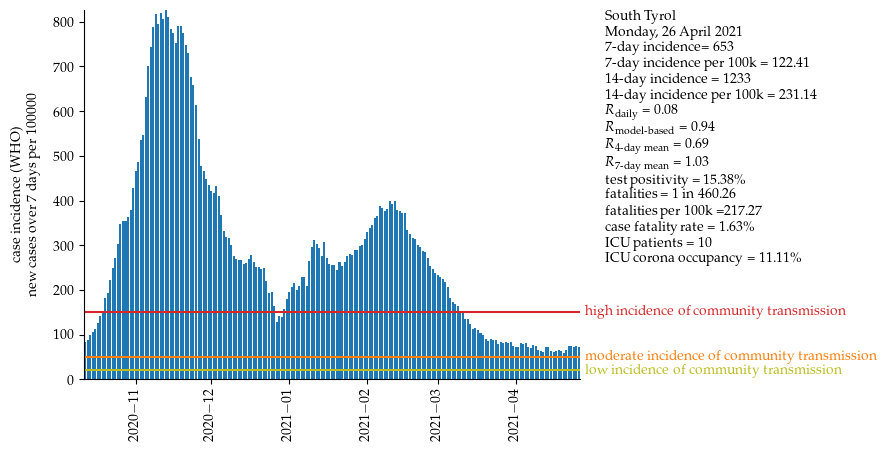 South Tyrol
Monday, 26 April 2021
7-day incidence= 653
7-day incidence per 100k = 122.41
14-day incidence = 1233
14-day incidence per 100k = 231.14
R daily = 0.08
R model-based = 0.94
R 4-day mean = 0.69
R 7-day mean = 1.03
test positivity = 15.38%
fatalities = 1 in 460.26
fatalities per 100k =217.27
case fatality rate = 1.63%
ICU patients = 10
ICU corona occupancy = 11.11%
case incidence (WHO)
new cases over 7 days per 100000
800
700
600
500
400
300
200
100
0
high incidence of community transmission
moderate incidence of community transmission
low incidence of community transmission
2020−11
2020−12
2021−01
2021−02
2021−03
2021−04